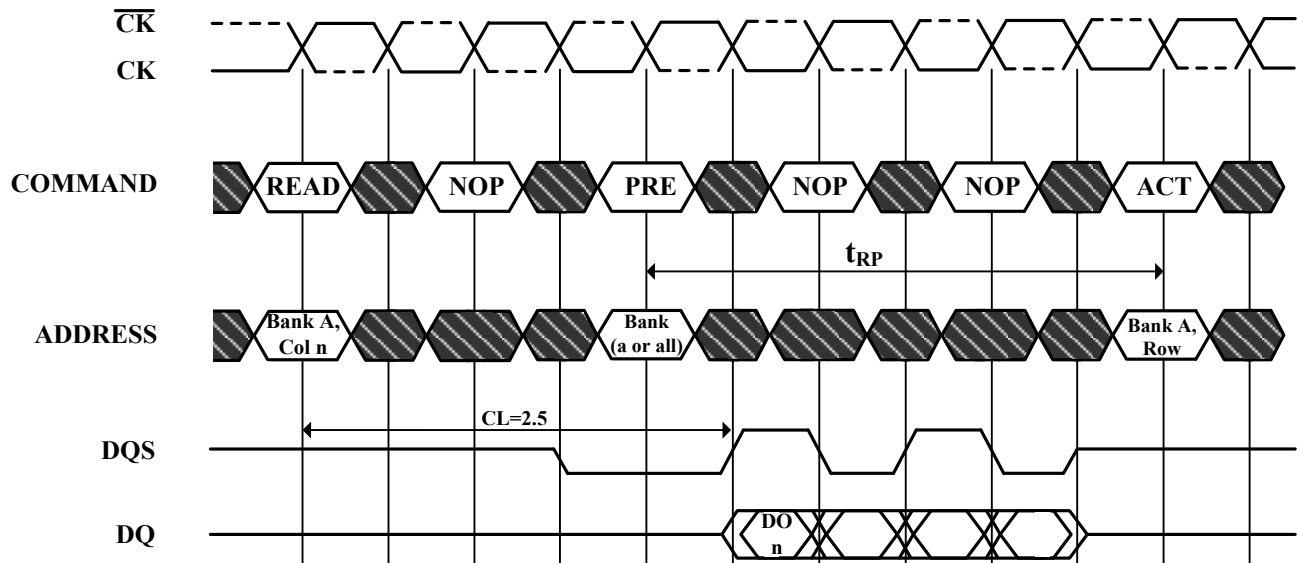 CK
CK
COMMAND
READ
NOP
PRE
NOP
NOP
ACT
tRP
ADDRESS
Bank A,
Col n
Bank
(a or all)
Bank A,
Row
CL=2.5
DQS
DQ
DO
n